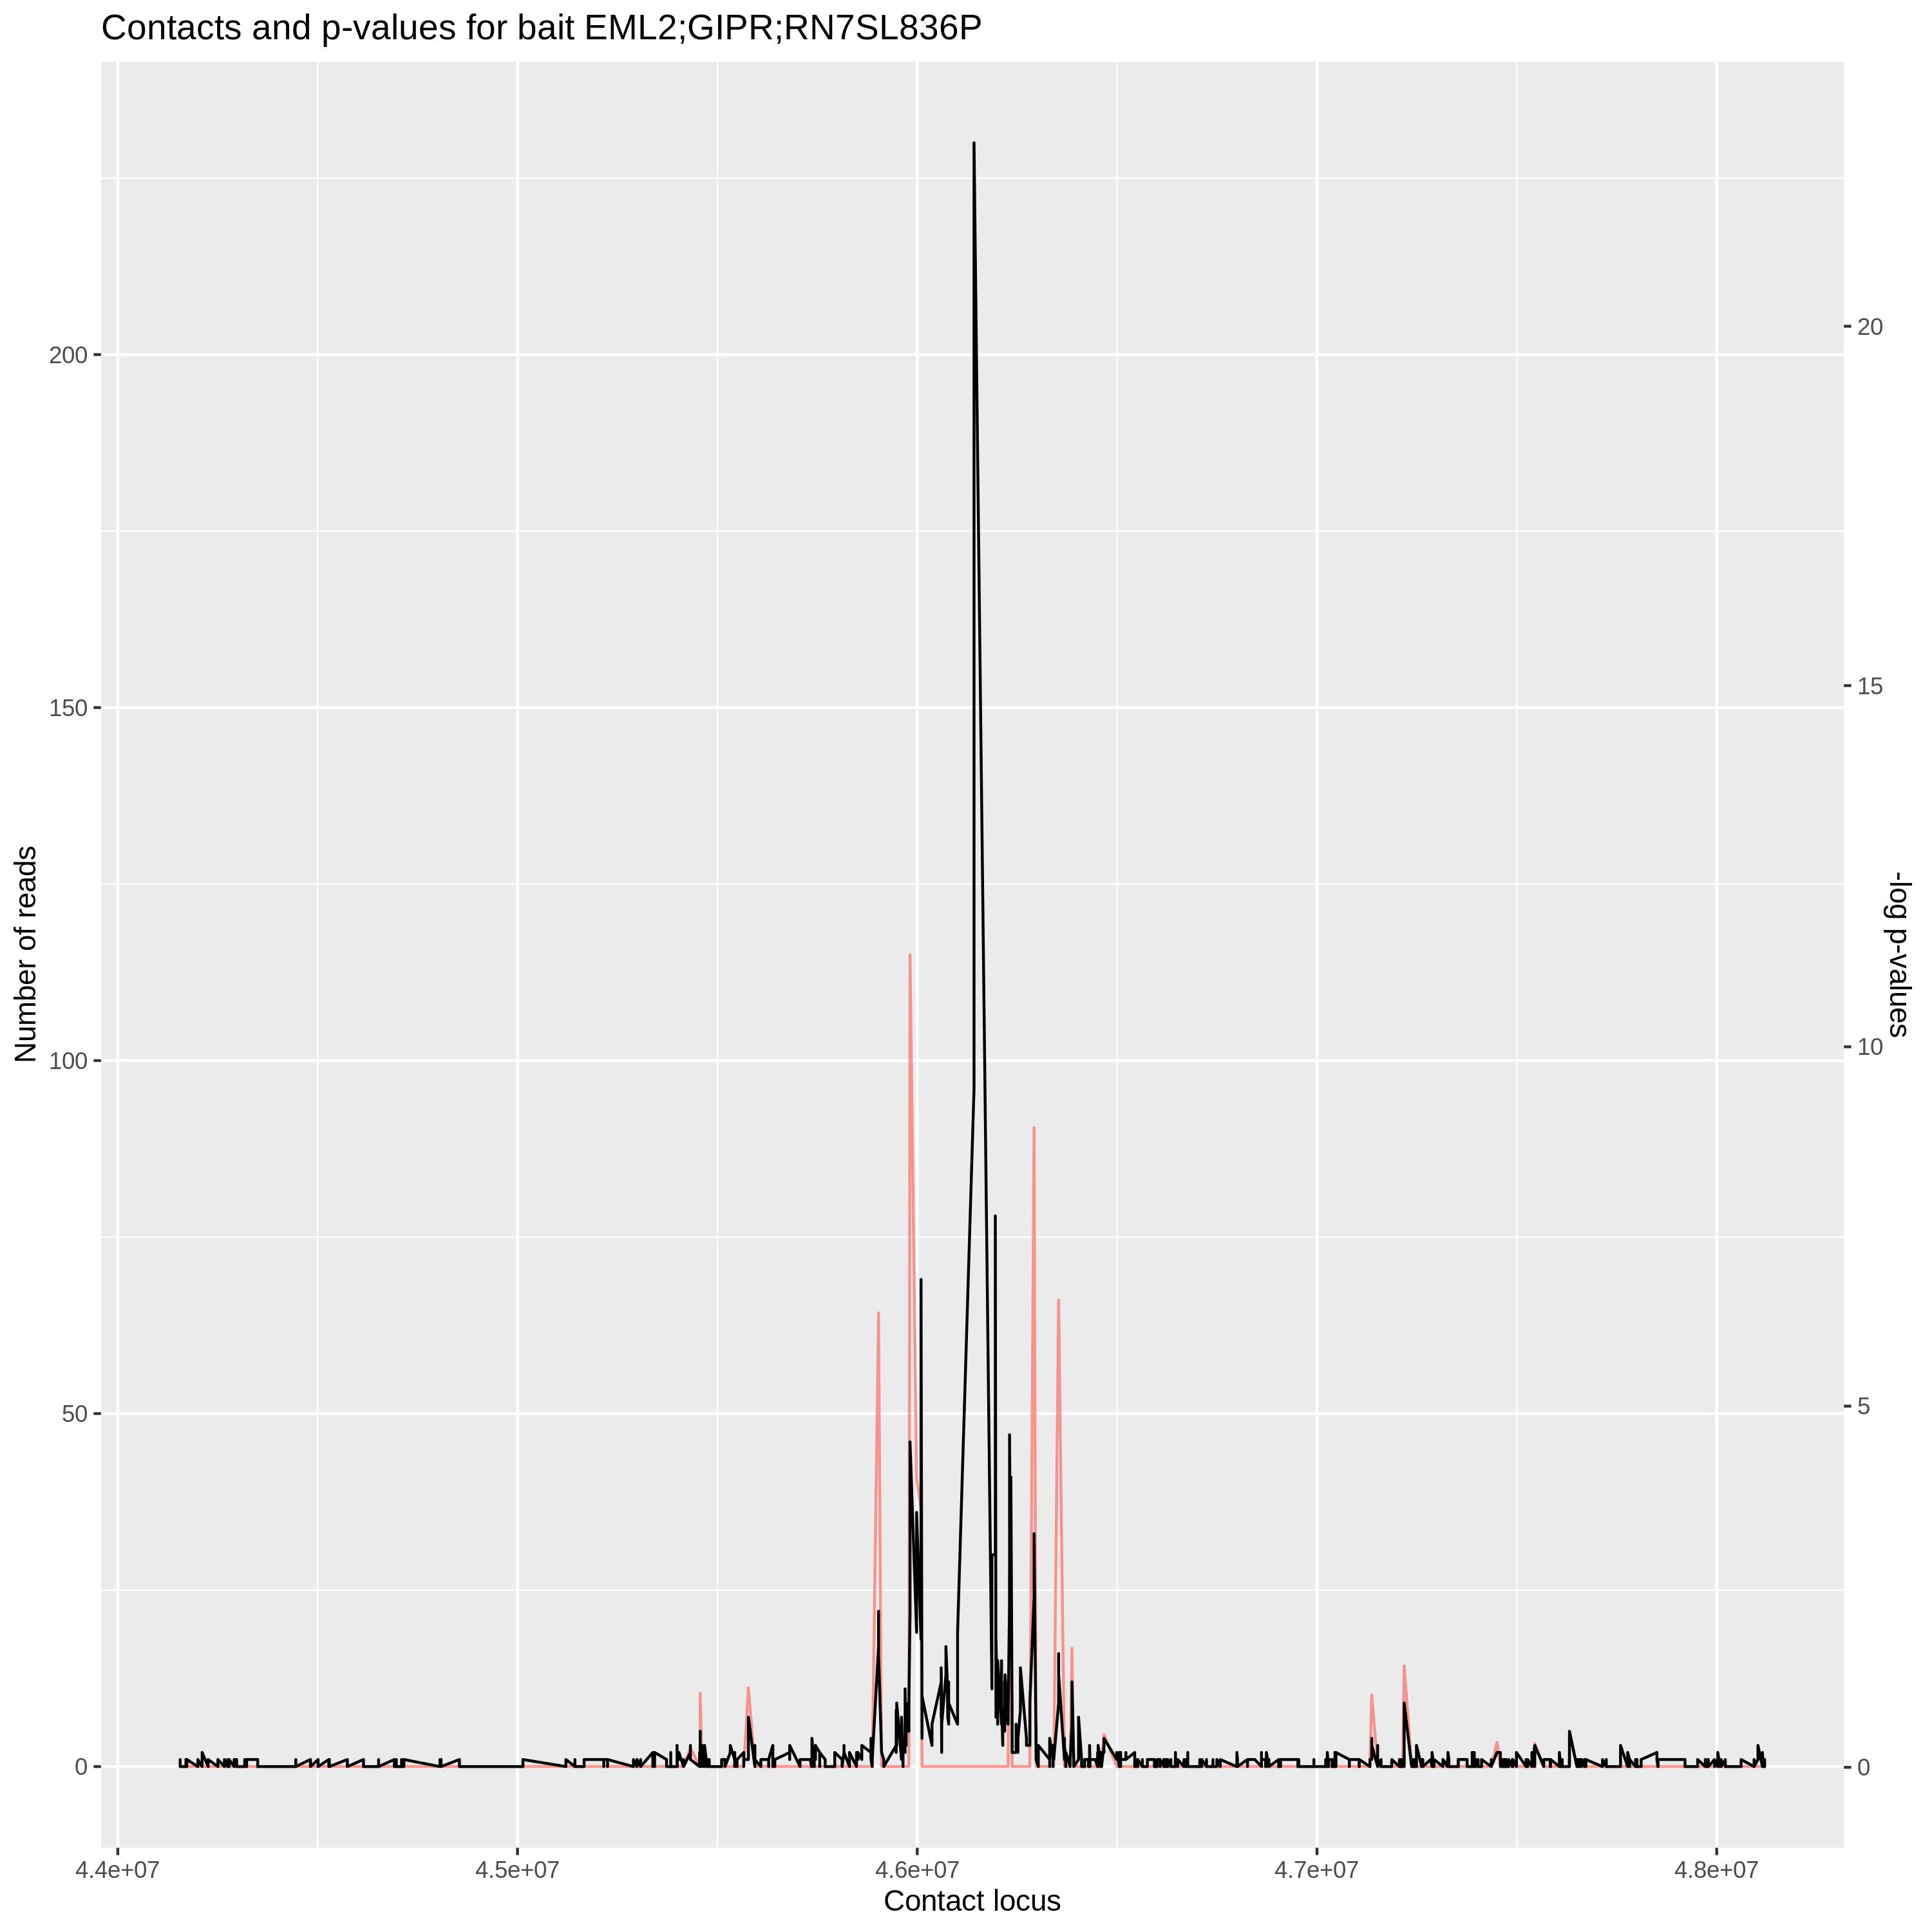 Contacts and p-values for bait EML2;GIPR;RN7SL836P
Number of reads
200
150
100
50
0
20
15
10
5
0
-log p-values
4.4e+07
4.5e+07
4.6e+07
4.7e+07
4.8e+07
Contact locus